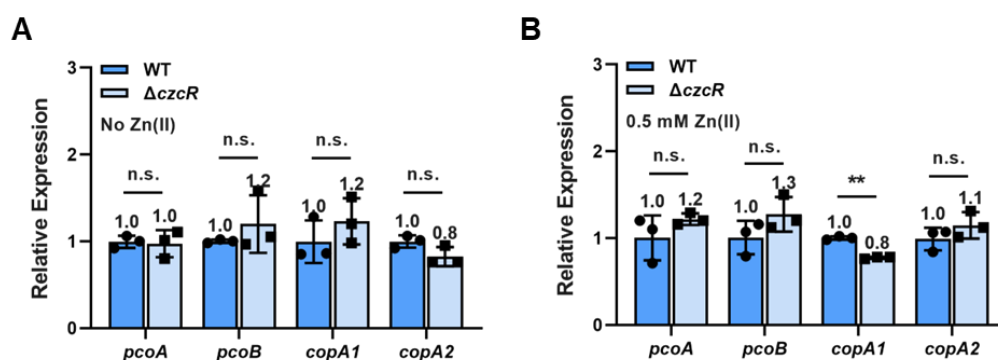 A
Relative Expression
3
2
1
0
WT
ΔczcR
No Zn(II)
n.s. n.s. n.s. n.s.
1.0 1.0 1.0 1.2 1.0 1.2 1.0 0.8
pcoA pcoB copA1 copA2
B
Relative Expression
3
2
1
0
WT
ΔczcR
0.5 mM Zn(II)
n.s. n.s. ** n.s.
1.0 1.2 1.0 1.3 1.0 0.8 1.0 1.1
pcoA pcoB copA1 copA2